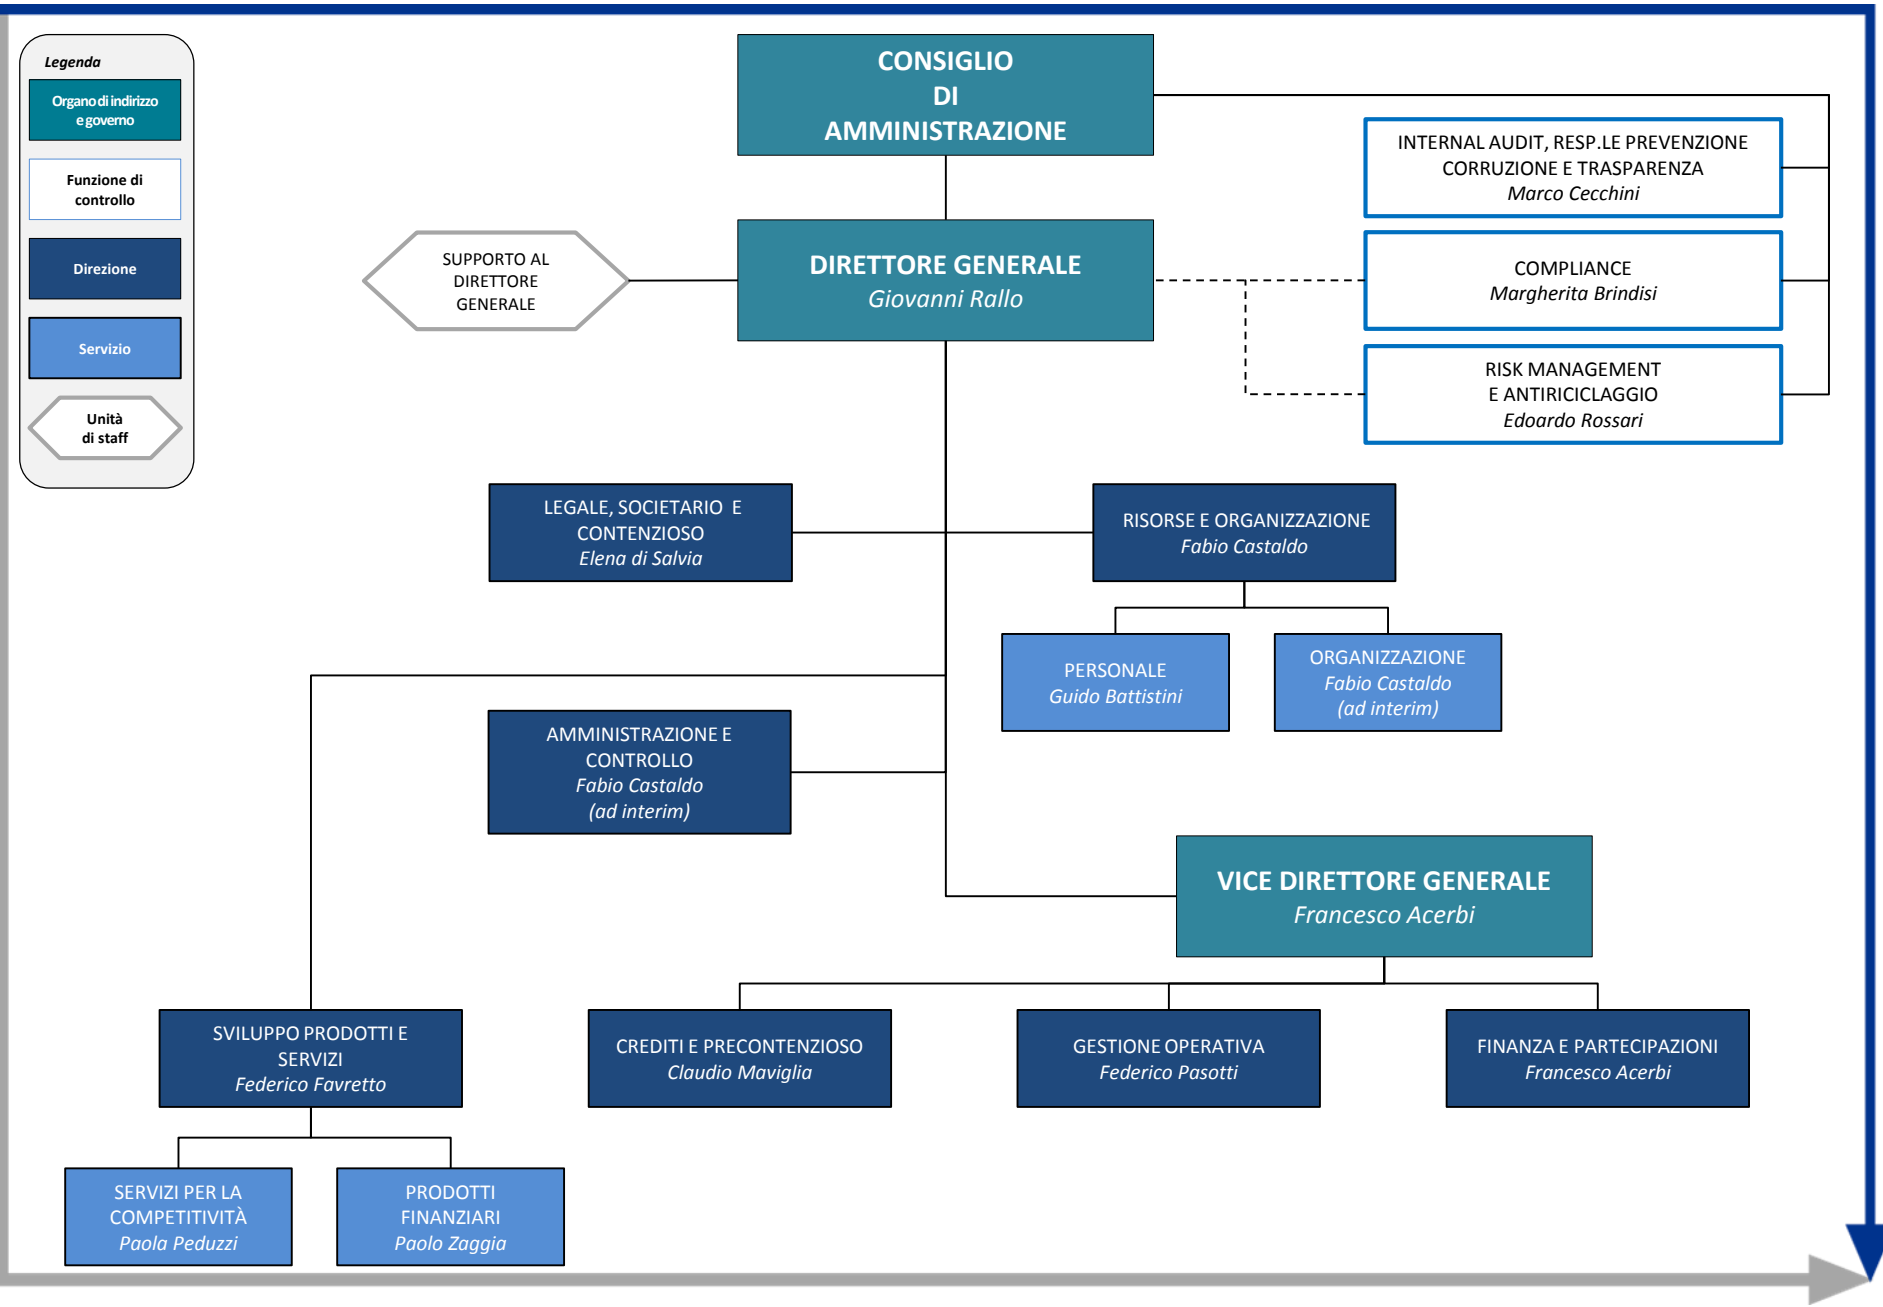 Legenda
Organo di indirizzo
e governo
Funzione di
controllo
Direzione
Servizio
Unità
di staff
CONSIGLIO
DI
AMMINISTRAZIONE
INTERNAL AUDIT, RESP.LE PREVENZIONE
CORRUZIONE E TRASPARENZA
Marco Cecchini
SUPPORTO AL
DIRETTORE
GENERALE
DIRETTORE GENERALE
Giovanni Rallo
COMPLIANCE
Margherita Brindisi
RISK MANAGEMENT
E ANTIRICICLAGGIO
Edoardo Rossari
LEGALE, SOCIETARIO E
CONTENZIOSO
Elena di Salvia
RISORSE E ORGANIZZAZIONE
Fabio Castaldo
PERSONALE
Guido Battistini
ORGANIZZAZIONE
Fabio Castaldo
(ad interim)
AMMINISTRAZIONE E
CONTROLLO
Fabio Castaldo
(ad interim)
VICE DIRETTORE GENERALE
Francesco Acerbi
SVILUPPO PRODOTTI E
SERVIZI
Federico Favretto
CREDITI E PRECONTENZIOSO
Claudio Maviglia
GESTIONE OPERATIVA
Federico Pasotti
FINANZA E PARTECIPAZIONI
Francesco Acerbi
SERVIZI PER LA
COMPETITIVITÀ
Paola Peduzzi
PRODOTTI
FINANZIARI
Paolo Zaggia